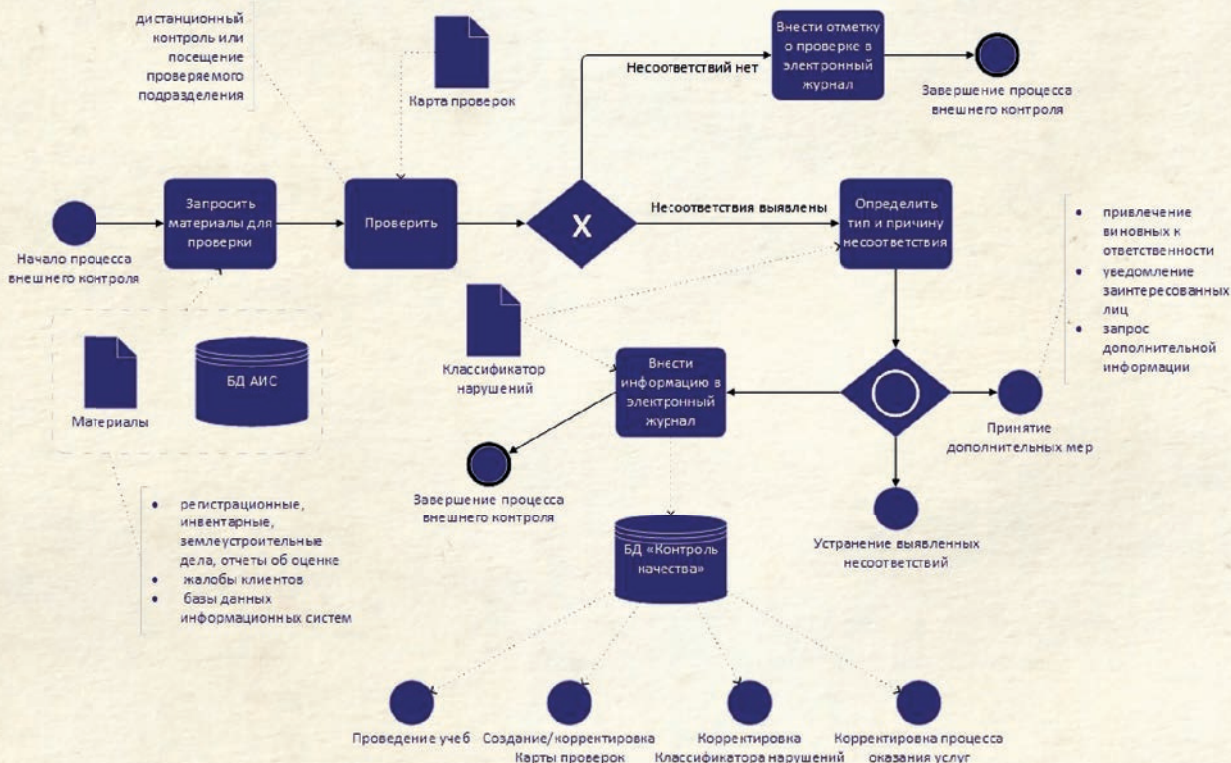 дистанционный
контроль или
посещение
проверяемого
подразделения
Карта проверок
Несоответствий нет
Внести отметку
о проверке в
электронный
журнал
Завершение процесса
внешнего контроля
Начало процесса
внешнего контроля
Запросить
материалы для
проверки
Проверить
X
Несоответствия выявлены
Определить
тип и причину
несоответствия
• привлечение
виновных к
ответственности
• уведомление
заинтересованных
лиц
• запрос
дополнительной
информации
Материалы
БД АИС
Классификатор
нарушений
Внести
информацию в
электронный
журнал
Принятие
дополнительных мер
Завершение процесса
внешнего контроля
Устранение выявленных
несоответствий
• регистрационные,
инвентарные,
землеустроительные
дела, отчеты об оценке
• жалобы клиентов
• базы данных
информационных систем
БД «Контроль
качества»
Проведение учеб
Создание/корректировка
Карты проверок
Корректировка
Классификатора нарушений
Корректировка процесса
оказания услуг